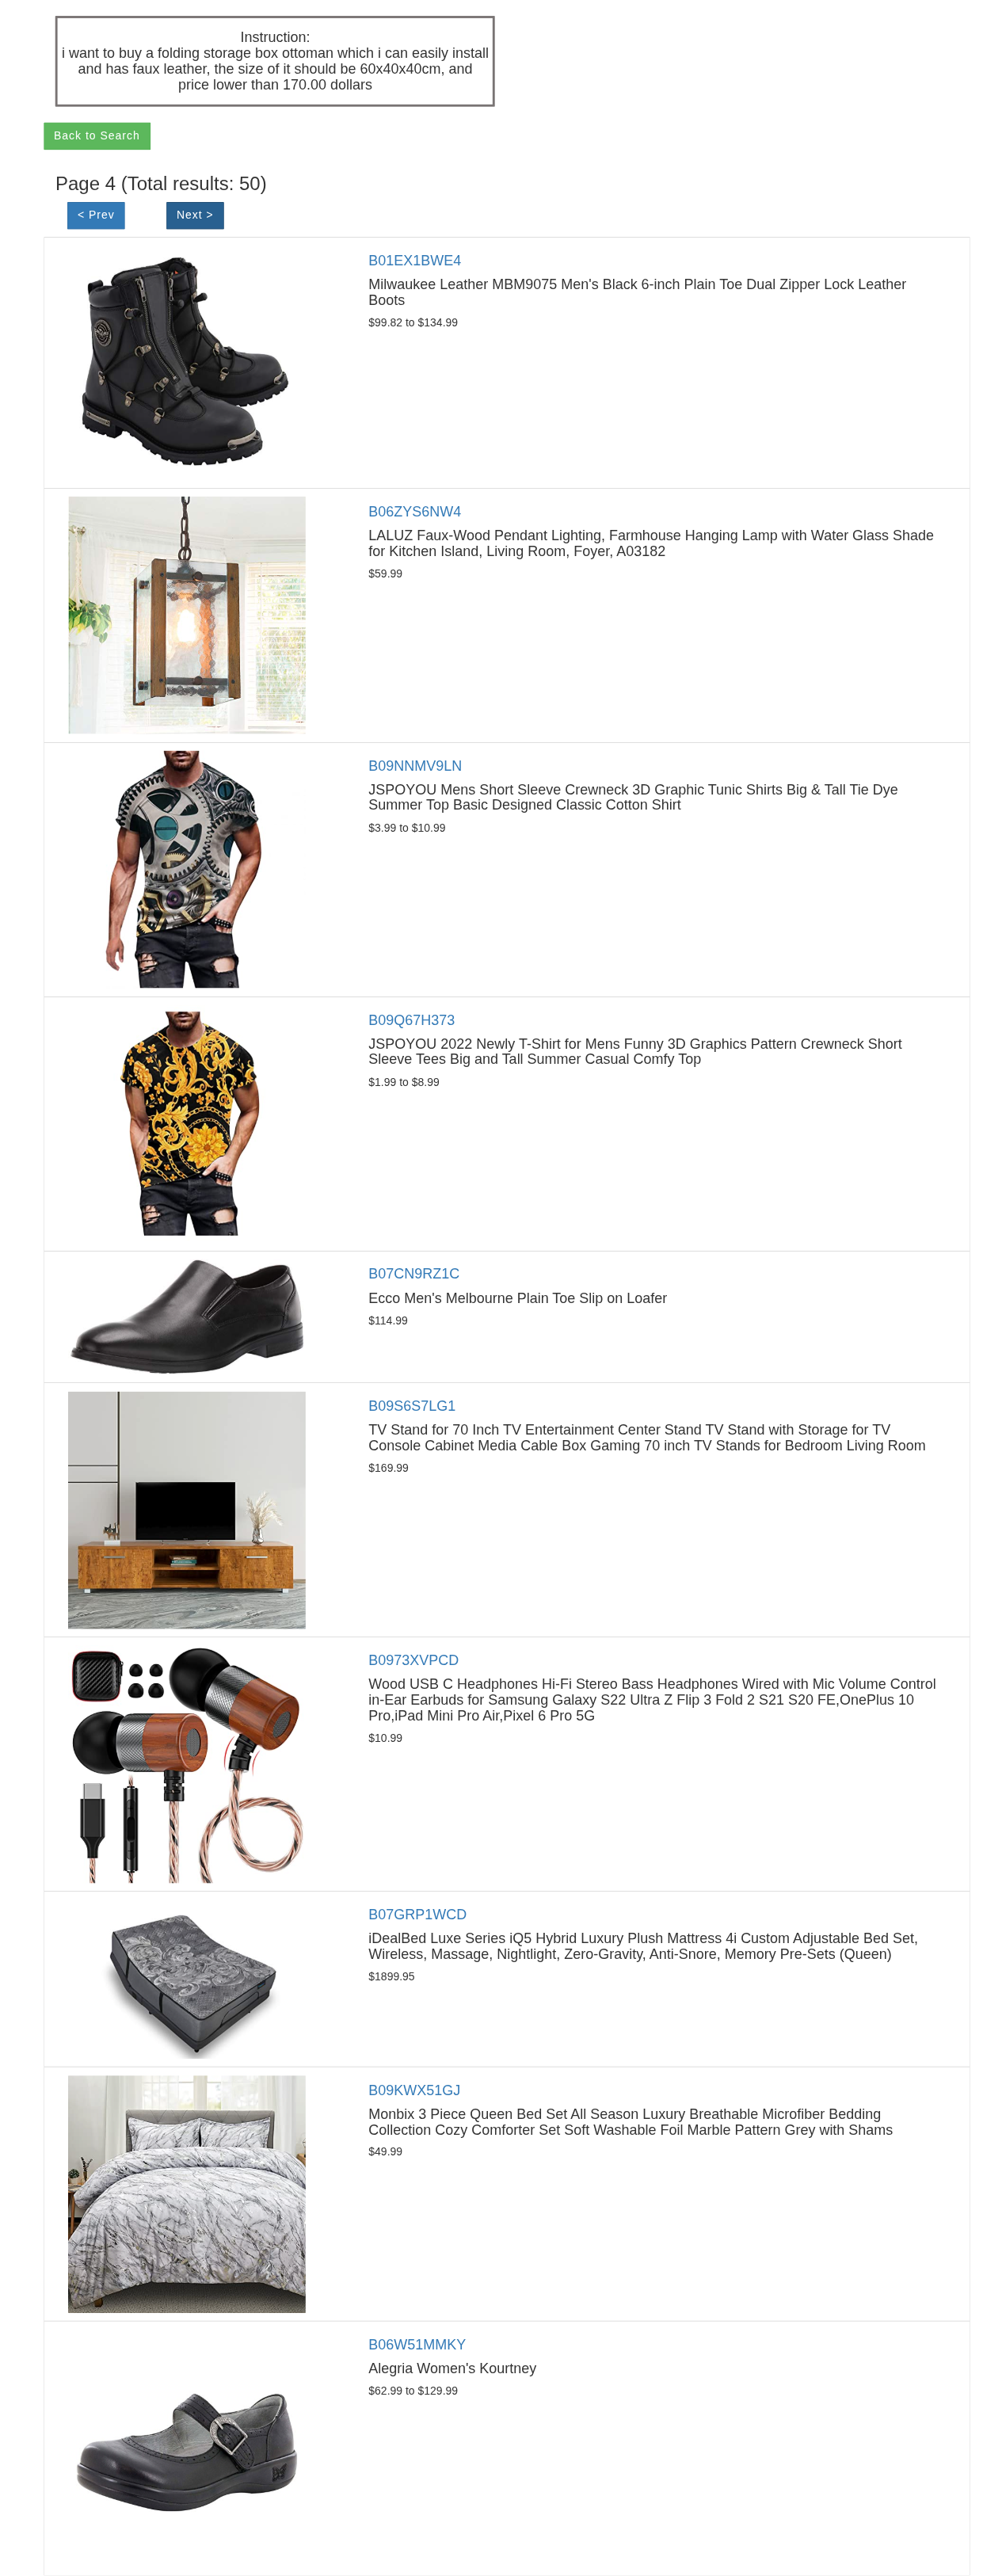 Instruction:
i want to buy a folding storage box ottoman which i can easily install
and has faux leather, the size of it should be 60x40x40cm, and
price lower than 170.00 dollars
Back to Search
Page 4 (Total results: 50)
< Prev
Next >
B01EX1BWE4
Milwaukee Leather MBM9075 Men's Black 6-inch Plain Toe Dual Zipper Lock Leather
Boots
$99.82 to $134.99
B06ZYS6NW4
LALUZ Faux-Wood Pendant Lighting, Farmhouse Hanging Lamp with Water Glass Shade
for Kitchen Island, Living Room, Foyer, A03182
$59.99
B09NNMV9LN
JSPOYOU Mens Short Sleeve Crewneck 3D Graphic Tunic Shirts Big & Tall Tie Dye
Summer Top Basic Designed Classic Cotton Shirt
$3.99 to $10.99
B09Q67H373
JSPOYOU 2022 Newly T-Shirt for Mens Funny 3D Graphics Pattern Crewneck Short
Sleeve Tees Big and Tall Summer Casual Comfy Top
$1.99 to $8.99
B07CN9RZ1C
Ecco Men's Melbourne Plain Toe Slip on Loafer
$114.99
B09S6S7LG1
TV Stand for 70 Inch TV Entertainment Center Stand TV Stand with Storage for TV
Console Cabinet Media Cable Box Gaming 70 inch TV Stands for Bedroom Living Room
$169.99
B0973XVPCD
Wood USB C Headphones Hi-Fi Stereo Bass Headphones Wired with Mic Volume Control
in-Ear Earbuds for Samsung Galaxy S22 Ultra Z Flip 3 Fold 2 S21 S20 FE,OnePlus 10
Pro,iPad Mini Pro Air,Pixel 6 Pro 5G
$10.99
B07GRP1WCD
iDealBed Luxe Series iQ5 Hybrid Luxury Plush Mattress 4i Custom Adjustable Bed Set,
Wireless, Massage, Nightlight, Zero-Gravity, Anti-Snore, Memory Pre-Sets (Queen)
$1899.95
B09KWX51GJ
Monbix 3 Piece Queen Bed Set All Season Luxury Breathable Microfiber Bedding
Collection Cozy Comforter Set Soft Washable Foil Marble Pattern Grey with Shams
$49.99
B06W51MMKY
Alegria Women's Kourtney
$62.99 to $129.99